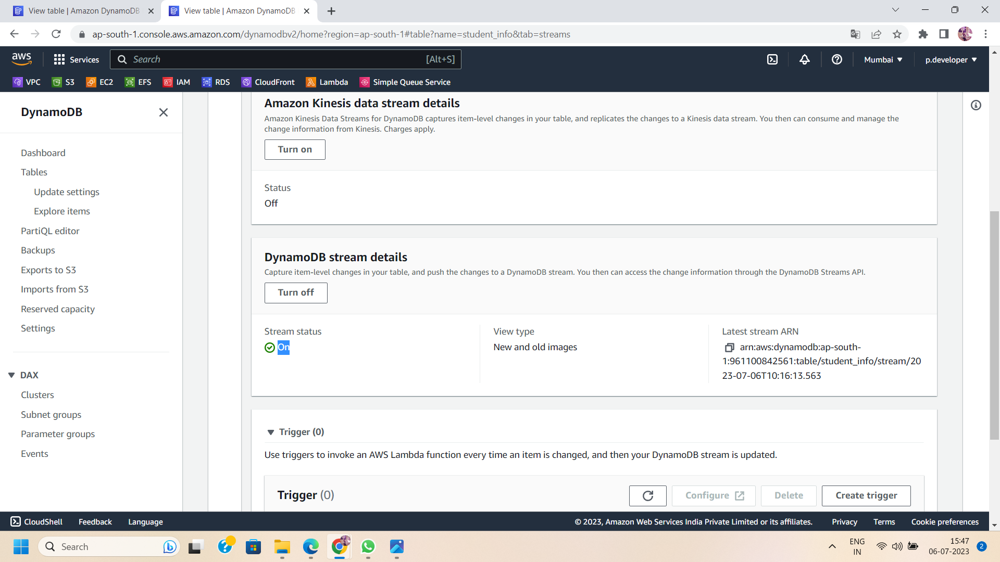 View table | Amazon DynamoDB
View table | Amazon DynamoDB
ap-south-1.console.aws.amazon.com/dynamodbv2/home?region=ap-south-1#table?name=student_info&tab=streams
aws
Services
Search
[Alt+S]
Mumbai
p.developer
VPC
S3
EC2
EFS
IAM
RDS
CloudFront
Lambda
Simple Queue Service
DynamoDB
Dashboard
Tables
Update settings
Explore items
PartiQL editor
Backups
Exports to S3
Imports from S3
Reserved capacity
Settings
DAX
Clusters
Subnet groups
Parameter groups
Events
Amazon Kinesis data stream details
Amazon Kinesis Data Streams for DynamoDB captures item-level changes in your table, and replicates the changes to a Kinesis data stream. You then can consume and manage the
change information from Kinesis. Charges apply.
Turn on
Status
Off
DynamoDB stream details
Capture item-level changes in your table, and push the changes to a DynamoDB stream. You then can access the change information through the DynamoDB Streams API.
Turn off
Stream status
On
View type
New and old images
Latest stream ARN
arn:aws:dynamodb:ap-south-
1:961100842561:table/student_info/stream/20
23-07-06T10:16:13.563
Trigger (0)
Use triggers to invoke an AWS Lambda function every time an item is changed, and then your DynamoDB stream is updated.
Trigger (0)
Configure
Delete
Create trigger
CloudShell
Feedback
Language
© 2023, Amazon Web Services India Private Limited or its affiliates.
Privacy
Terms
Cookie preferences
Search
ENG
IN
15:47
06-07-2023
2